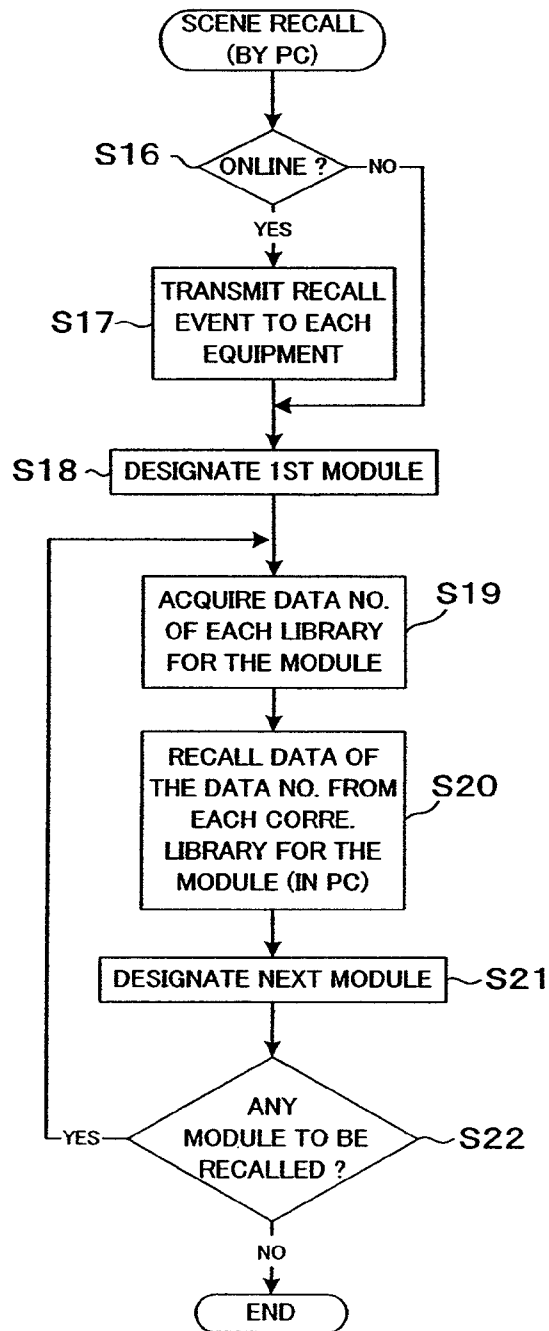 SCENE RECALL
(BY PC)
S16
ONLINE ?
NO
YES
S17
TRANSMIT RECALL
EVENT TO EACH
EQUIPMENT
S18
DESIGNATE 1ST MODULE
ACQUIRE DATA NO.
OF EACH LIBRARY
FOR THE MODULE
S19
RECALL DATA OF
THE DATA NO. FROM
EACH CORRE.
LIBRARY FOR THE
MODULE (IN PC)
S20
DESIGNATE NEXT MODULE
S21
ANY
MODULE TO BE
RECALLED ?
YES
S22
NO
END